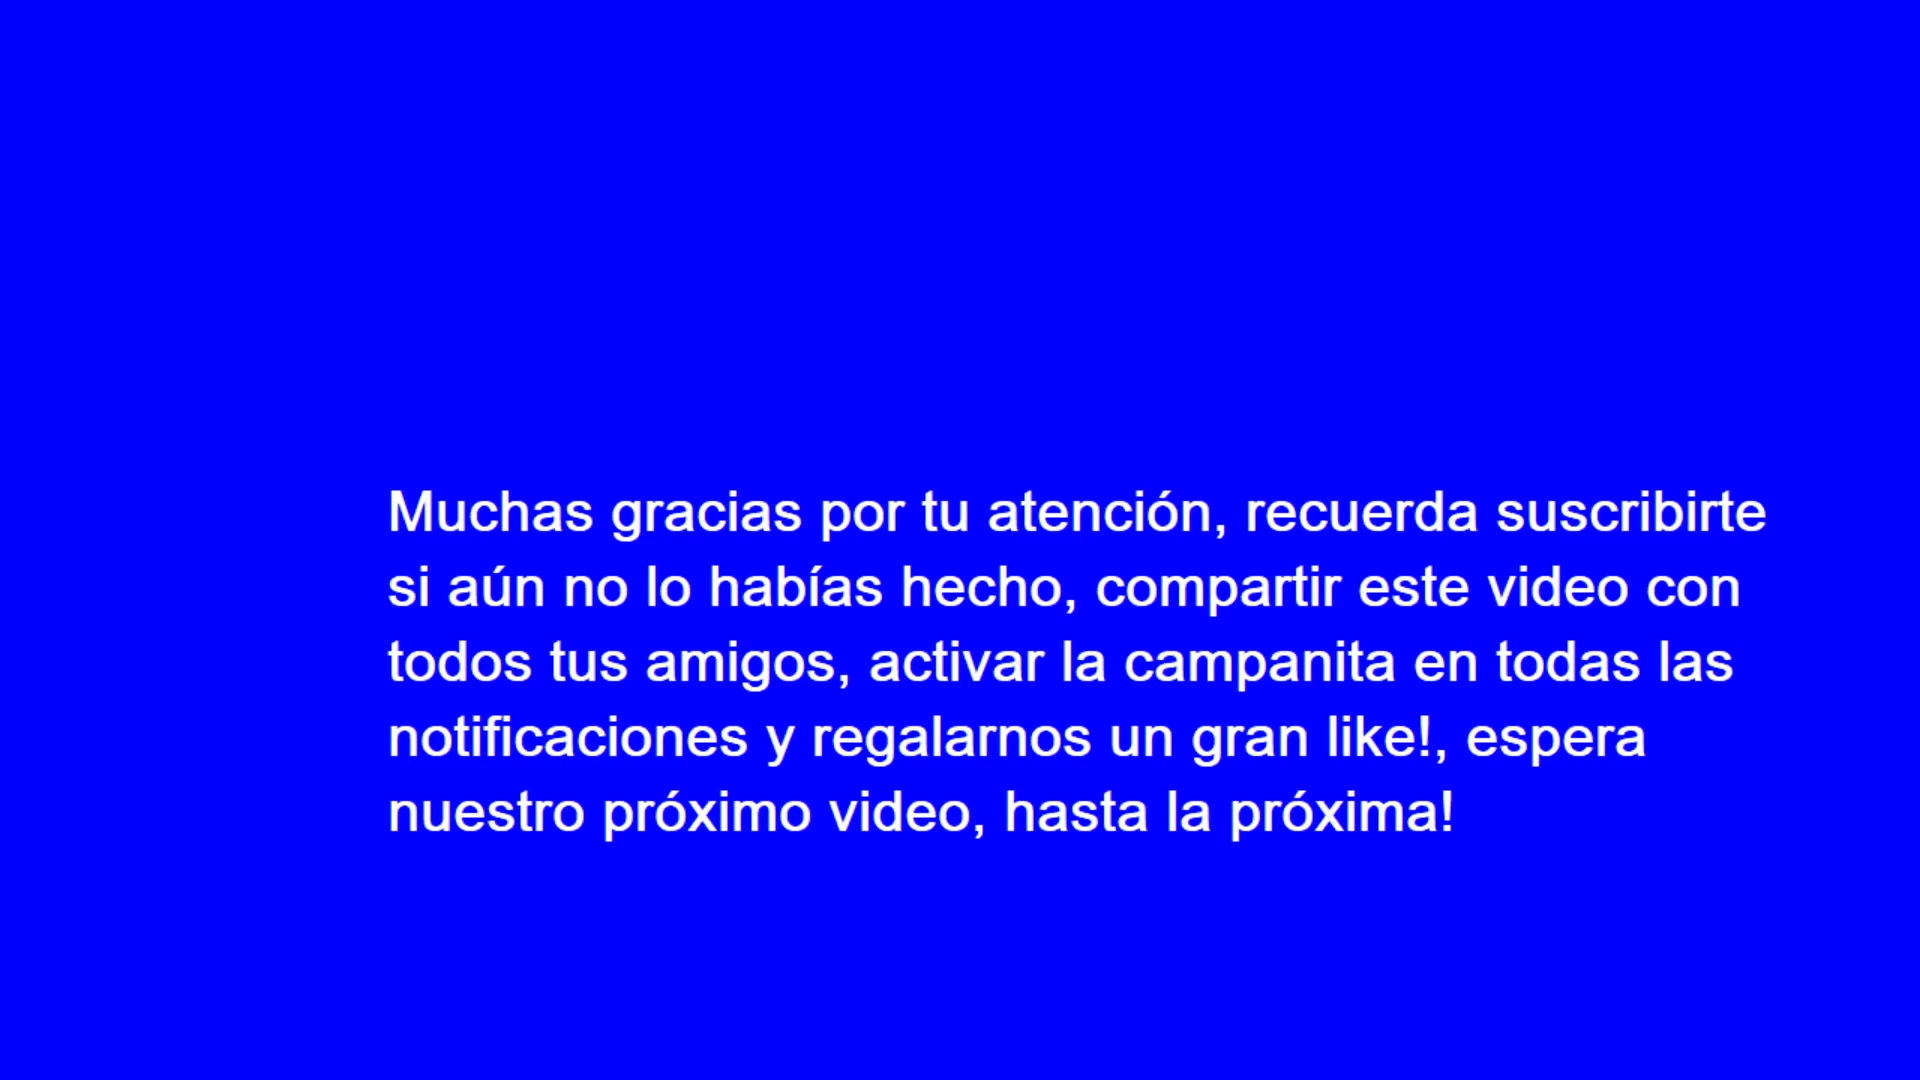 Muchas gracias por tu atención, recuerda suscribirte
si aún no lo habías hecho, compartir este video con
todos tus amigos, activar la campanita en todas las
notificaciones y regalarnos un gran like!, espera
nuestro próximo video, hasta la próxima!